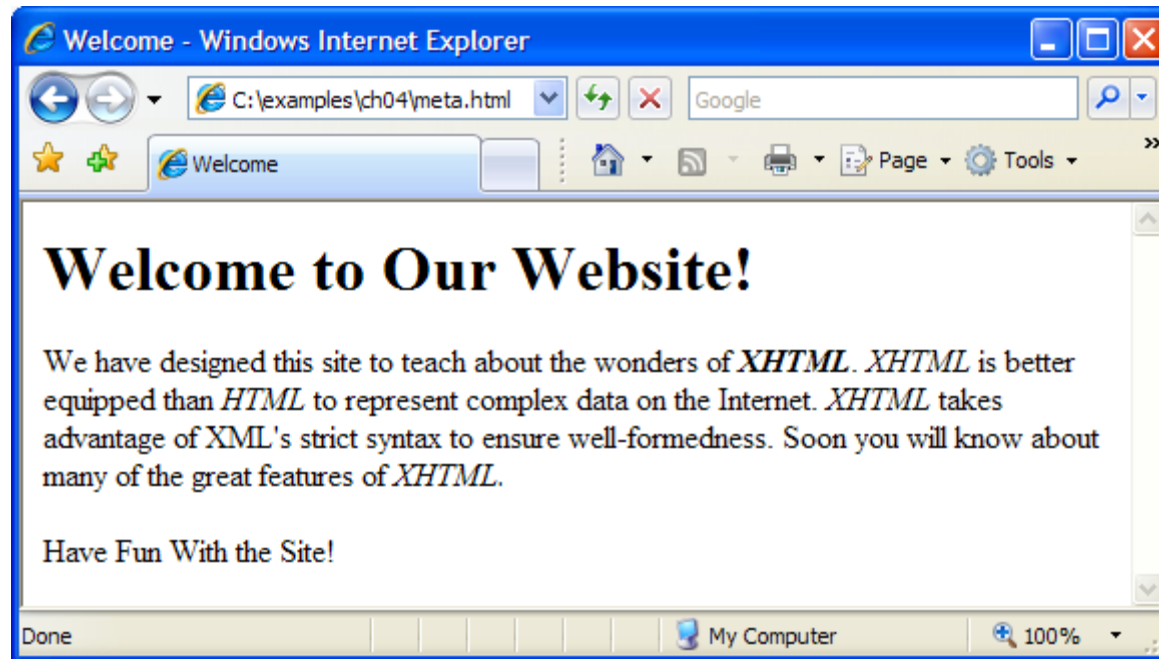 Welcome - Windows Internet Explorer
C:\examples\ch04\meta.html Google
Welcome Page Tools »
Welcome to Our Website!
We have designed this site to teach about the wonders of XHTML. XHTML is better
equipped than HTML to represent complex data on the Internet. XHTML takes
advantage of XML's strict syntax to ensure well-formedness. Soon you will know about
many of the great features of XHTML.
Have Fun With the Site!
Done My Computer 100%